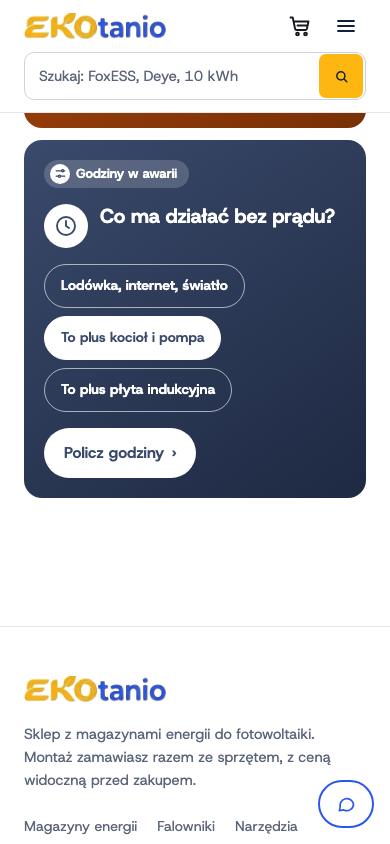 EKOtanio
Szukaj: FoxESS, Deye, 10 kWh
Godziny w awarii
Co ma działać bez prądu?
Lodówka, internet, światło
To plus kocioł i pompa
To plus płyta indukcyjna
Policz godziny ›
EKOtanio
Sklep z magazynami energii do fotowoltaiki.
Montaż zamawiasz razem ze sprzętem, z ceną
widoczną przed zakupem.
Magazyny energii Falowniki Narzędzia